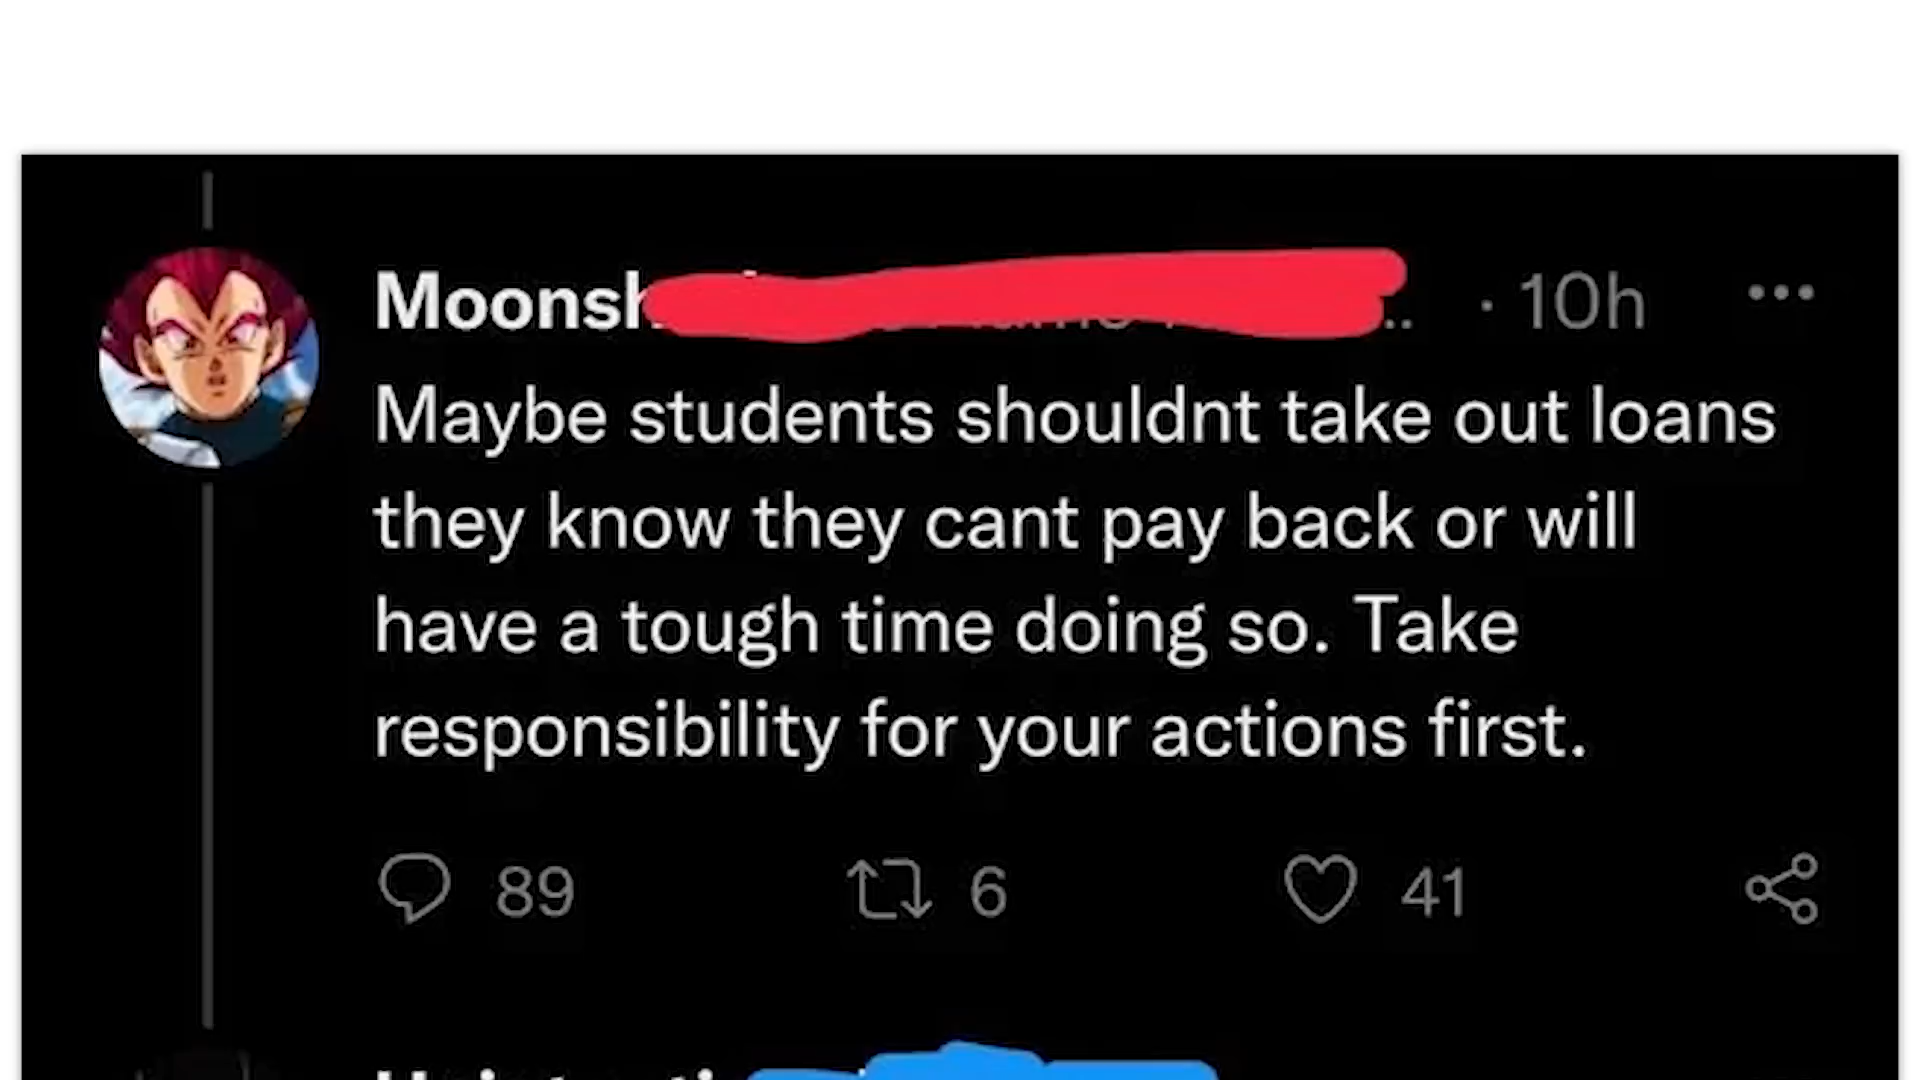 Moonsh
· 10h
Maybe students shouldnt take out loans
they know they cant pay back or will
have a tough time doing so. Take
responsibility for your actions first.
89 6 41